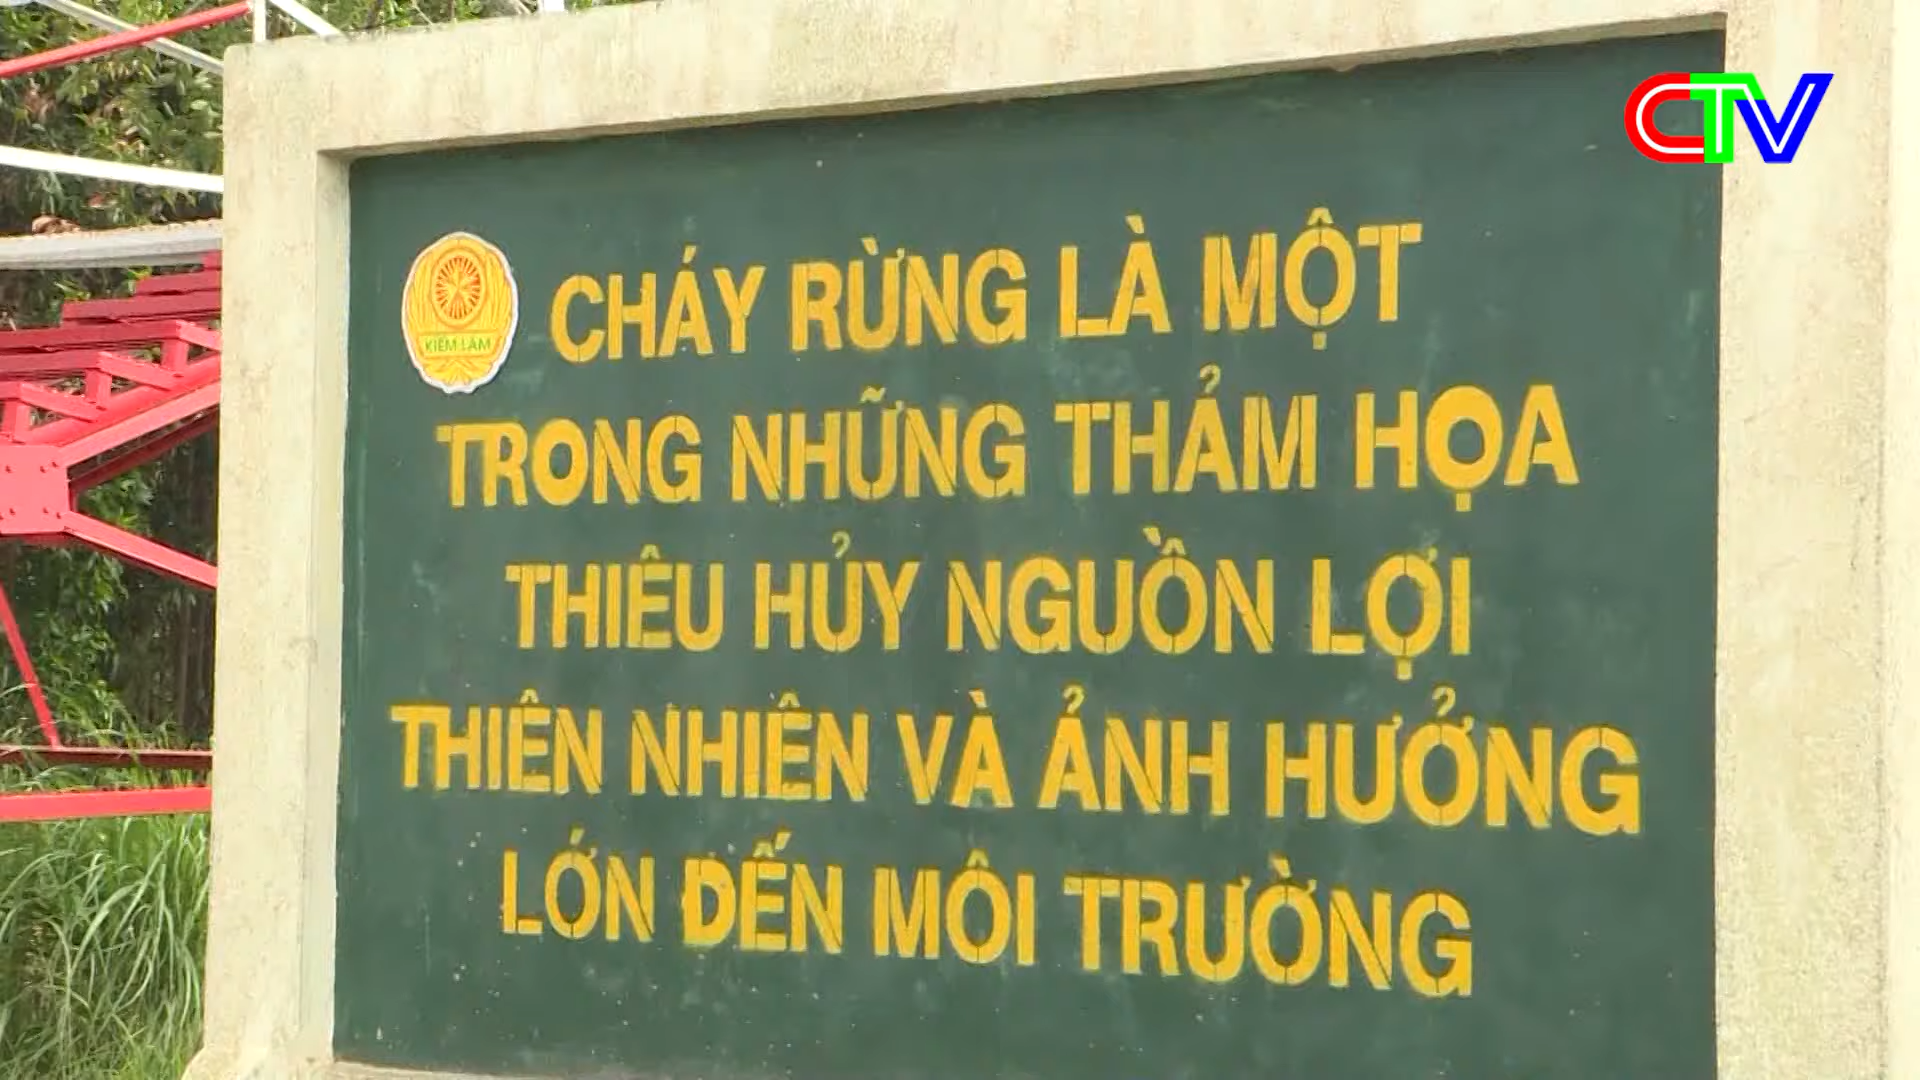 CTV
KIỂM LÂM
CHÁY RỪNG LÀ MỘT
TRONG NHỮNG THẢM HỌA
THIÊU HỦY NGUỒN LỢI
THIÊN NHIÊN VÀ ẢNH HƯỞNG
LỚN ĐẾN MÔI TRƯỜNG